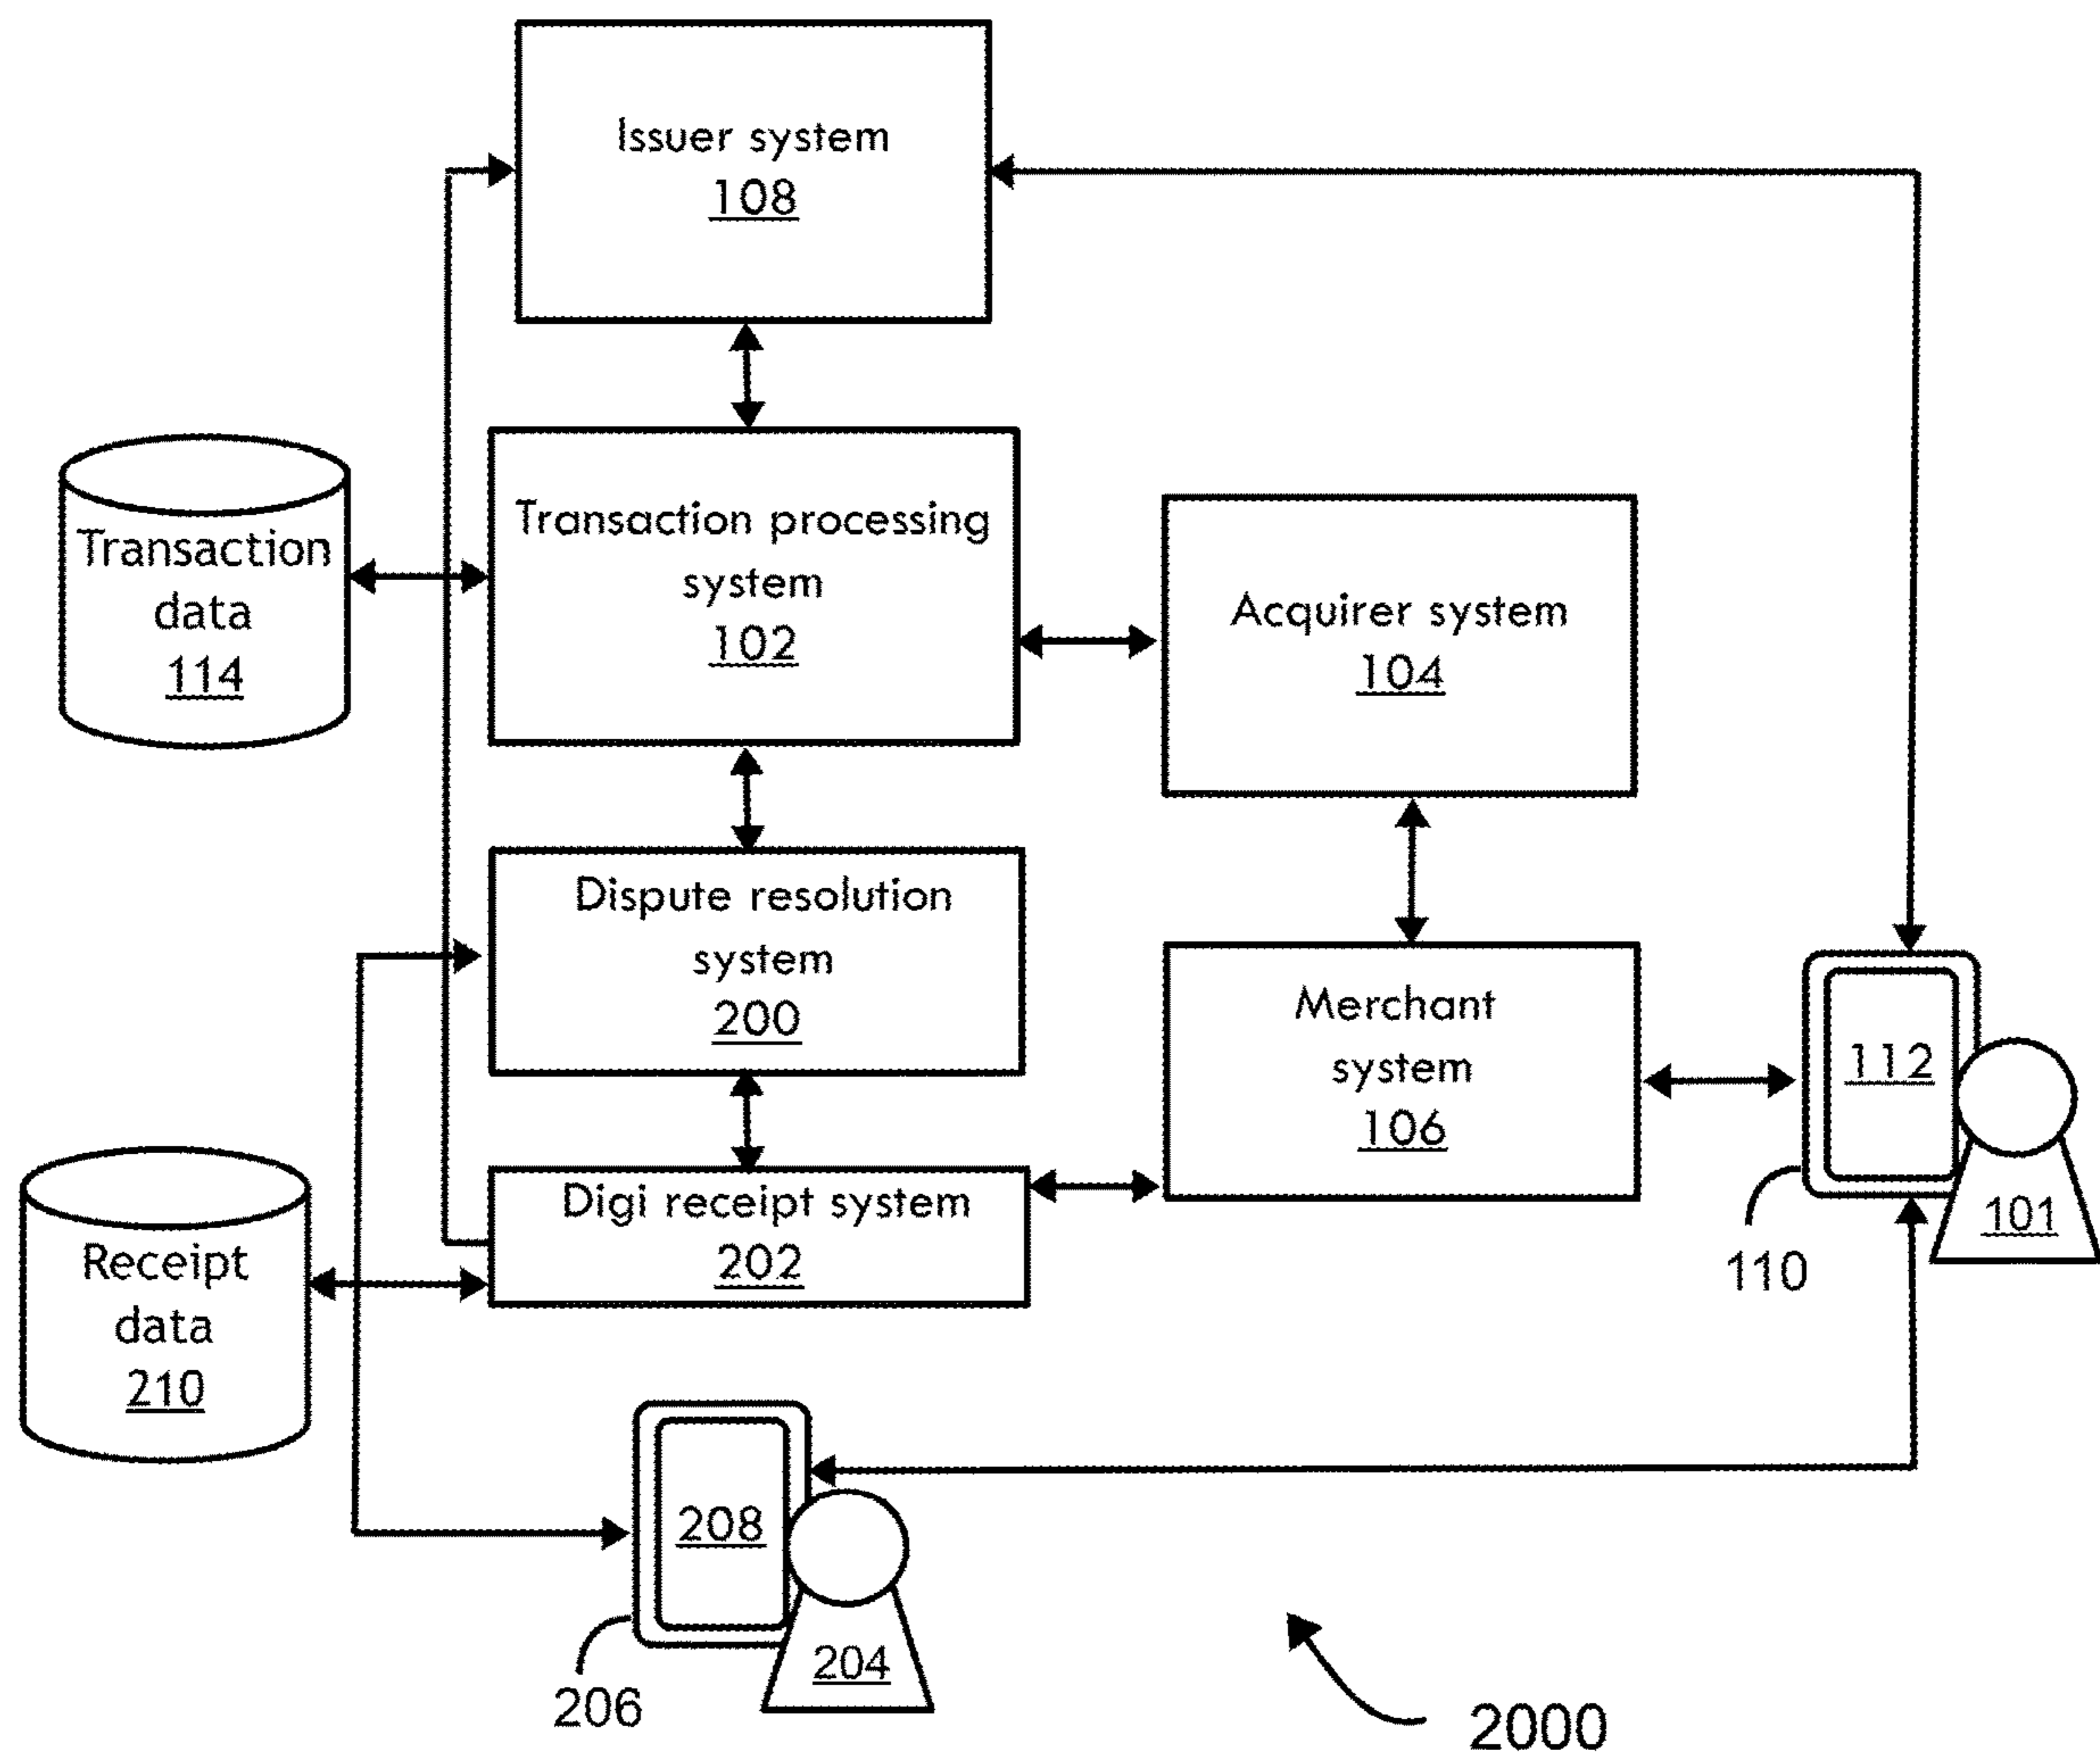 Issuer system
108
Transaction processing
system
102
Transaction
data
114
Acquirer system
104
Dispute resolution
system
200
Merchant
system
106
112
101
110
Digi receipt system
202
Receipt
data
210
208
204
206
2000